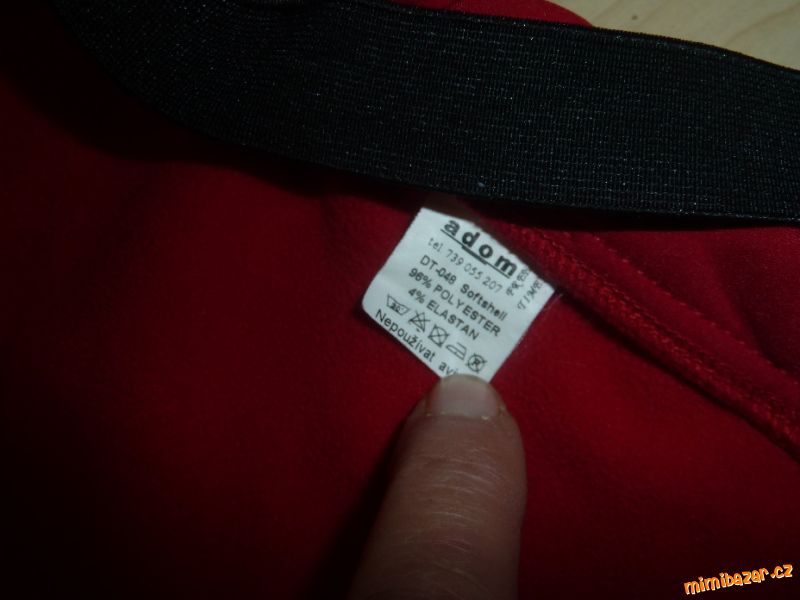 adom
tel. 739 055 207
DT-048 Softshell
96% POLYESTER
4% ELASTAN
Nepoužívat
mimibazar.cz